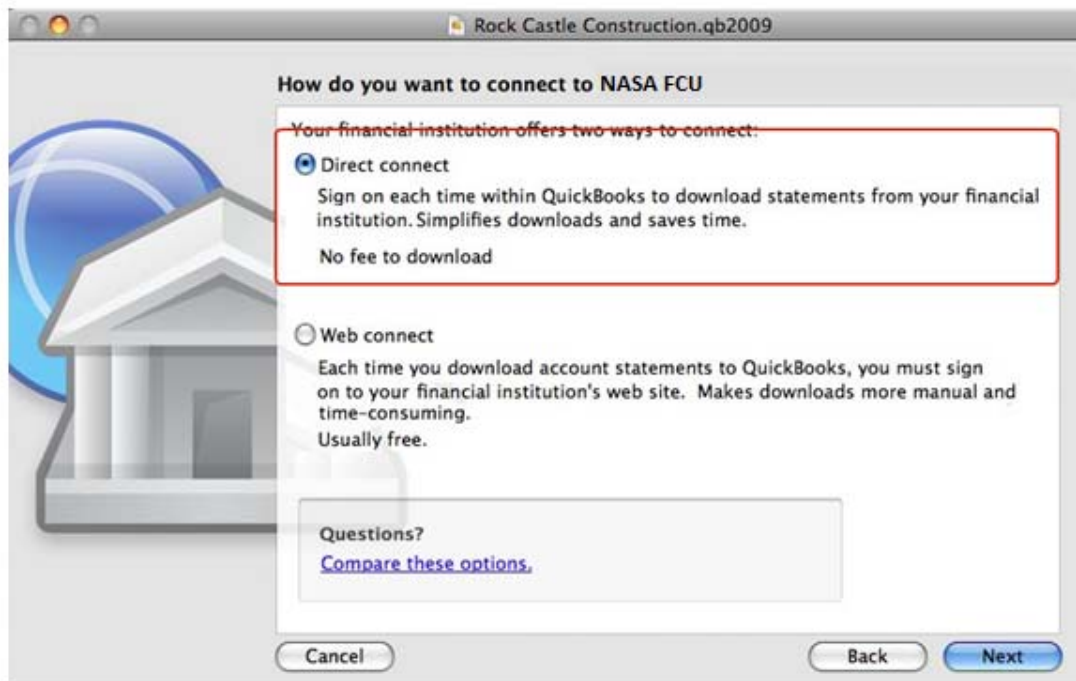 Rock Castle Construction.qb2009
How do you want to connect to NASA FCU
Your financial institution offers two ways to connect:
Direct connect
Sign on each time within QuickBooks to download statements from your financial
institution. Simplifies downloads and saves time.
No fee to download
Web connect
Each time you download account statements to QuickBooks, you must sign
on to your financial institution's web site. Makes downloads more manual and
time-consuming.
Usually free.
Questions?
Compare these options.
Cancel
Back
Next